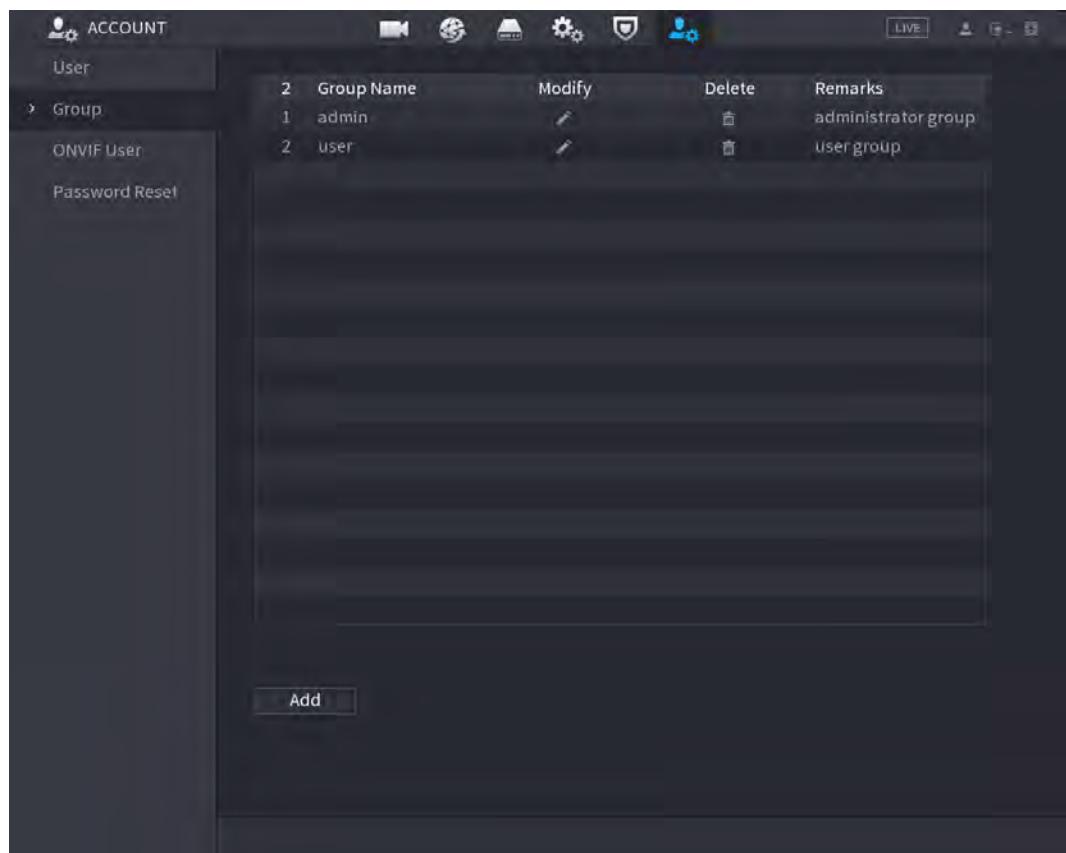 ACCOUNT LIVE
User
Group
ONVIF User
Password Reset
2 Group Name Modify Delete Remarks
1 admin administrator group
2 user user group
Add